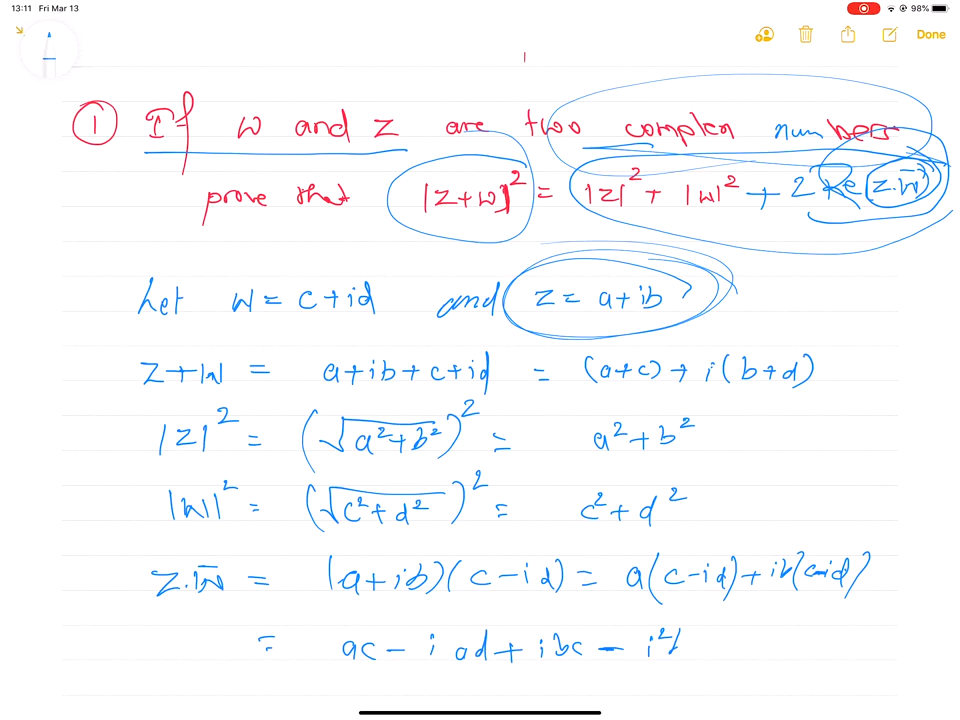 13:11 Fri Mar 13 98%
Done
① If w and z are two complex numbers
prove that |z+w|² = |z|² + |w|² + 2 Re(z.w̄)
Let w = c+id and z = a+ib
z+w = a+ib+c+id = (a+c) + i(b+d)
|z|² = (√a²+b²)² = a²+b²
|w|² = (√c²+d²)² = c²+d²
z.w̄ = (a+ib)(c-id) = a(c-id)+ib(c-id)
= ac - i ad + ibc - i²